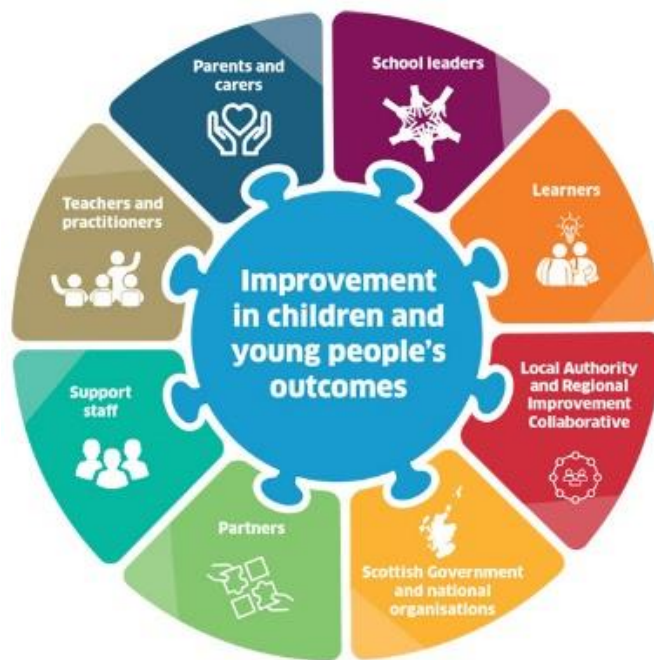 Parents and
carers
School leaders
Teachers and
practitioners
Learners
Improvement
in children and
young people's
outcomes
Local Authority
and Regional
Improvement
Collaborative
Support
staff
Partners
Scottish Government
and national
organisations